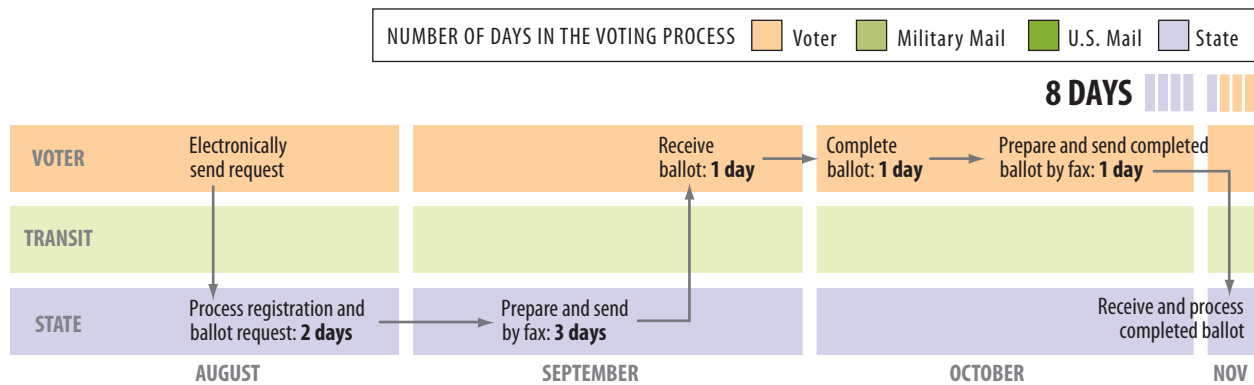 NUMBER OF DAYS IN THE VOTING PROCESS Voter Military Mail U.S. Mail State
8 DAYS
VOTER
Electronically
send request
Receive
ballot: 1 day
Complete
ballot: 1 day
Prepare and send completed
ballot by fax: 1 day
TRANSIT
STATE
Process registration and
ballot request: 2 days
Prepare and send
by fax: 3 days
Receive and process
completed ballot
AUGUST SEPTEMBER OCTOBER NOV